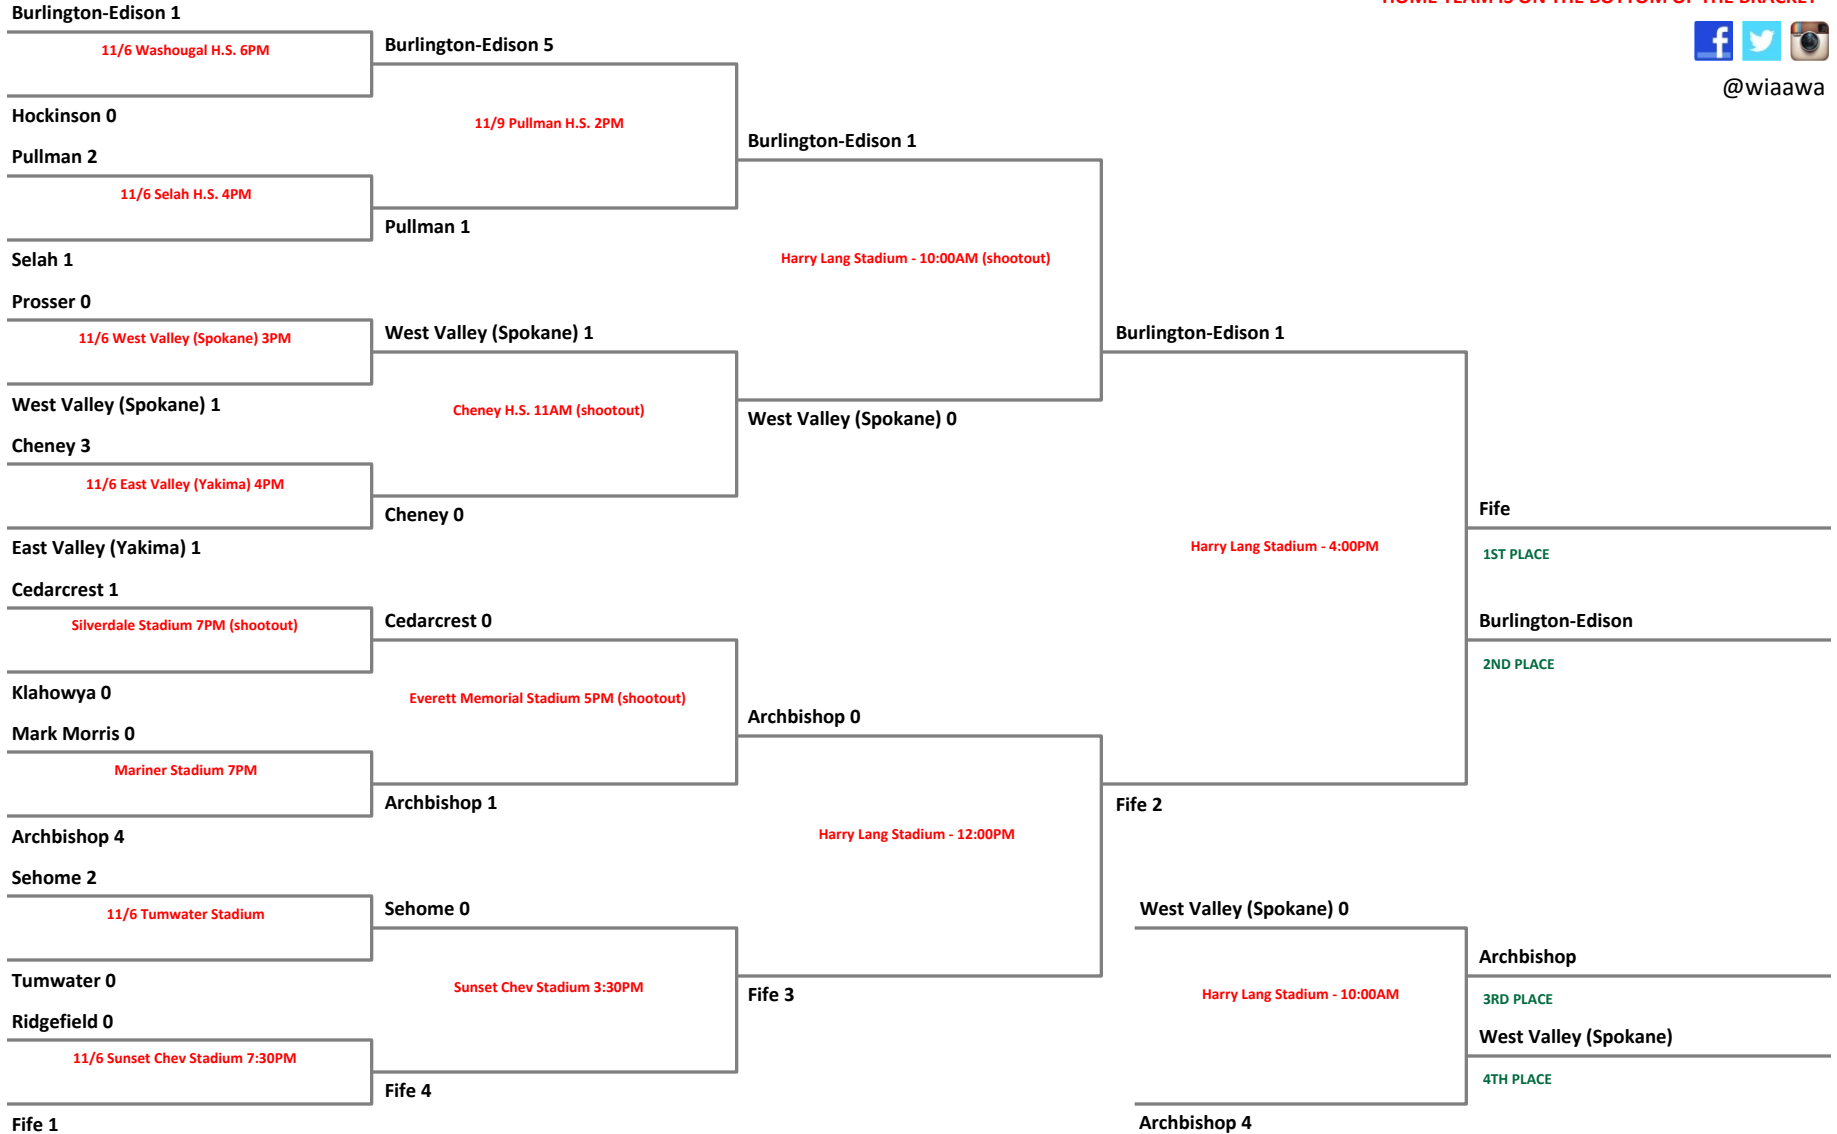 HOME TEAM IS ON THE BOTTOM OF THE BRACKET
@wiaawa
Burlington-Edison 1
11/6 Washougal H.S. 6PM
Hockinson 0
Pullman 2
11/6 Selah H.S. 4PM
Selah 1
Prosser 0
11/6 West Valley (Spokane) 3PM
West Valley (Spokane) 1
Cheney 3
11/6 East Valley (Yakima) 4PM
East Valley (Yakima) 1
Cedarcrest 1
Silverdale Stadium 7PM (shootout)
Klahowya 0
Mark Morris 0
Mariner Stadium 7PM
Archbishop 4
Sehome 2
11/6 Tumwater Stadium
Tumwater 0
Ridgefield 0
11/6 Sunset Chev Stadium 7:30PM
Fife 1
Burlington-Edison 5
11/9 Pullman H.S. 2PM
Pullman 1
West Valley (Spokane) 1
Cheney H.S. 11AM (shootout)
Cheney 0
Cedarcrest 0
Everett Memorial Stadium 5PM (shootout)
Archbishop 1
Sehome 0
Sunset Chev Stadium 3:30PM
Fife 4
Burlington-Edison 1
Harry Lang Stadium - 10:00AM (shootout)
West Valley (Spokane) 0
Archbishop 0
Harry Lang Stadium - 12:00PM
Fife 3
Burlington-Edison 1
Harry Lang Stadium - 4:00PM
Fife 2
West Valley (Spokane) 0
Harry Lang Stadium - 10:00AM
Archbishop 4
Fife
1ST PLACE
Burlington-Edison
2ND PLACE
Archbishop
3RD PLACE
West Valley (Spokane)
4TH PLACE